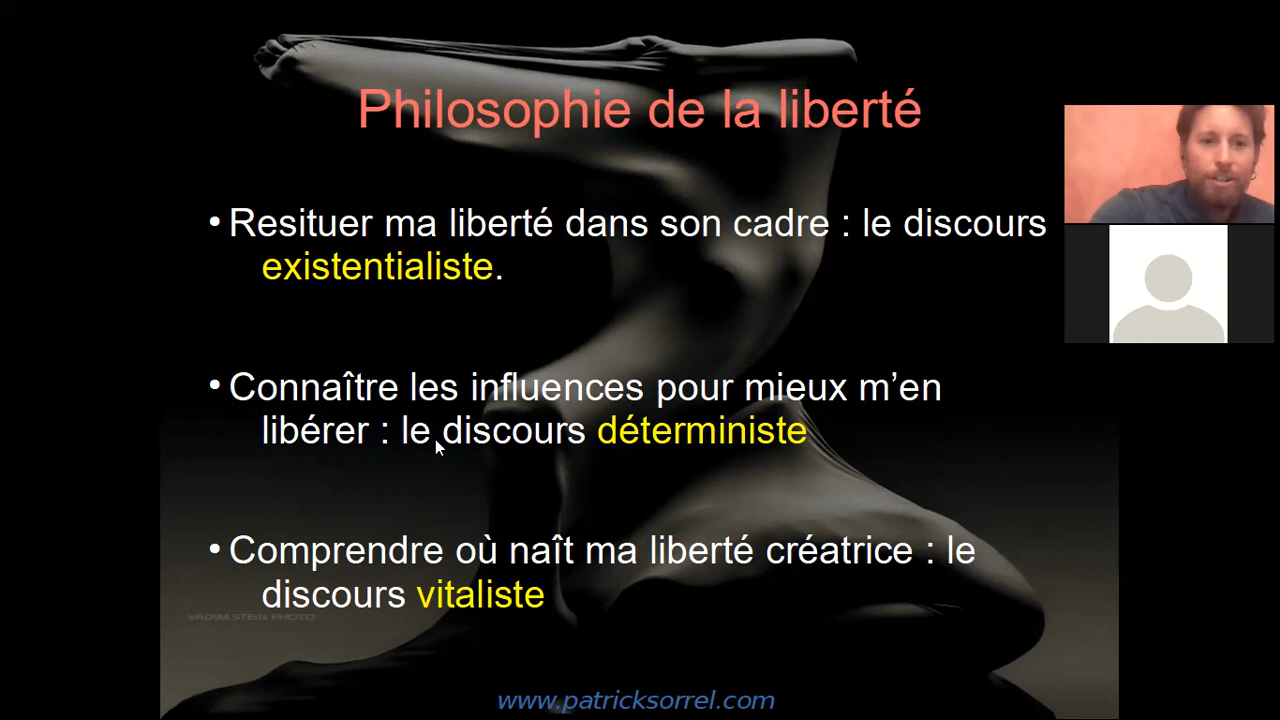 Philosophie de la liberté
• Resituer ma liberté dans son cadre : le discours
existentialiste.
• Connaître les influences pour mieux m’en
libérer : le discours déterministe
• Comprendre où naît ma liberté créatrice : le
discours vitaliste
VADIM STEIN PHOTO
www.patricksorrel.com